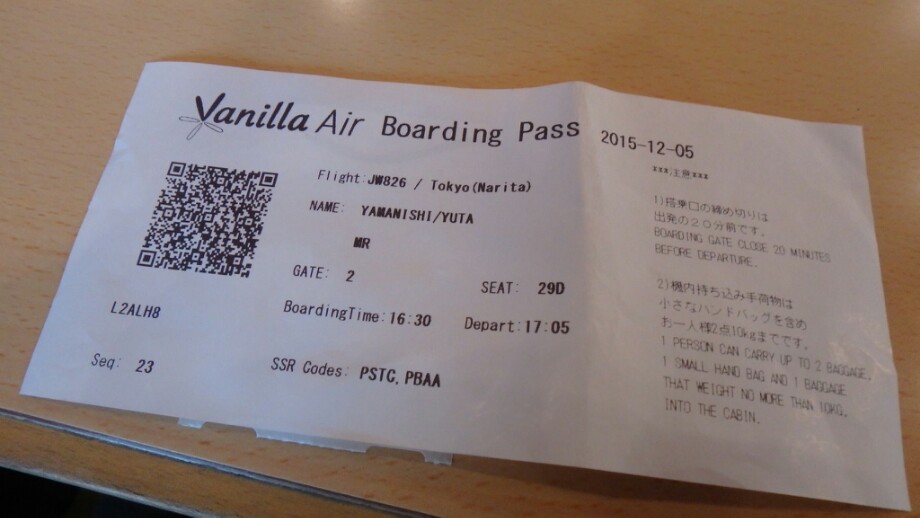 Vanilla Air Boarding Pass 2015-12-05
Flight: JW826 / Tokyo(Narita)
NAME: YAMANISHI/YUTA
MR
GATE: 2
SEAT: 29D
L2ALH8
BoardingTime:16:30
Depart:17:05
Seq: 23
SSR Codes: PSTC,PBAA
***注意***
1)搭乗口の締め切りは
出発の20分前です。
BOARDING GATE CLOSE 20 MINUTES
BEFORE DEPARTURE.
2)機内持ち込み手荷物は
小さなハンドバッグを含め
お一人様2点10kgまでです。
1 PERSON CAN CARRY UP TO 2 BAGGAGE,
1 SMALL HAND BAG AND 1 BAGGAGE
THAT WEIGHT NO MORE THAN 10KG,
INTO THE CABIN.